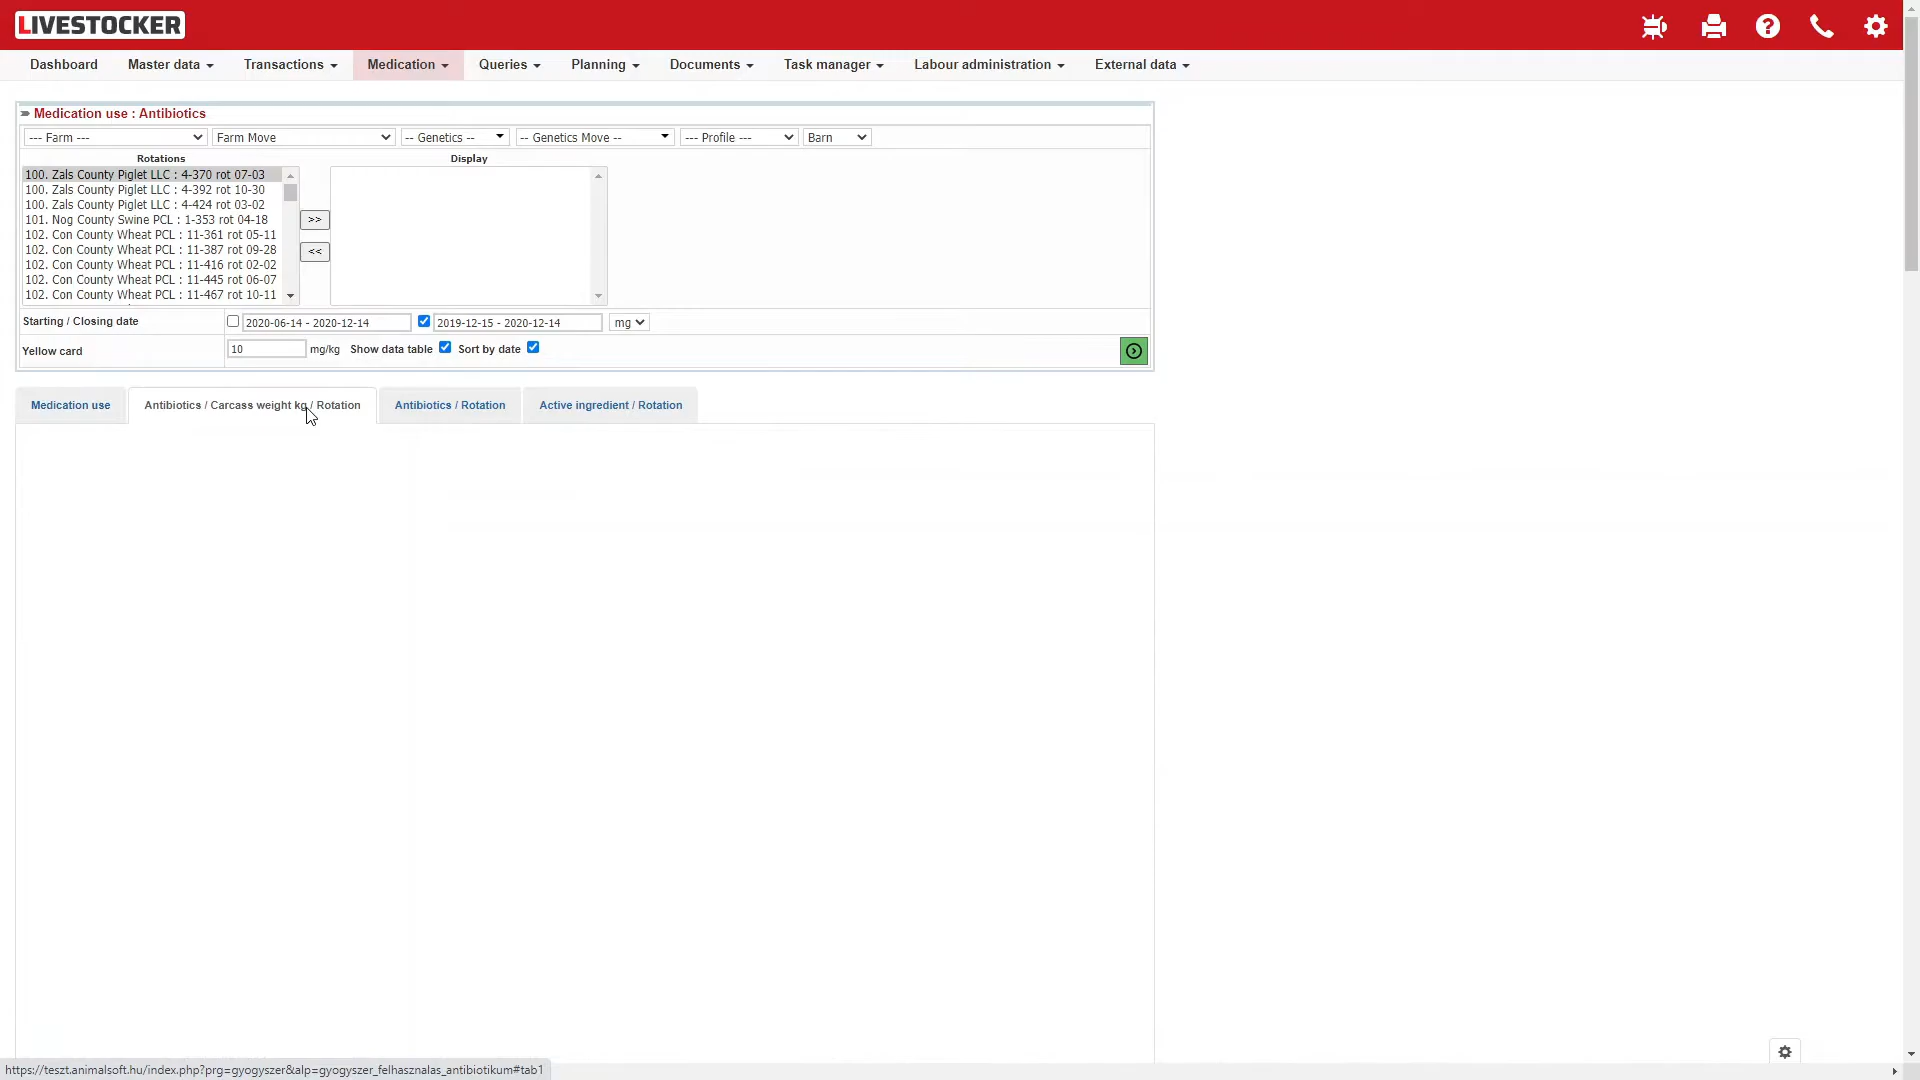 LIVESTOCKER
Dashboard Master data Transactions Medication Queries Planning Documents Task manager Labour administration External data
Medication use : Antibiotics
--- Farm --- Farm Move -- Genetics -- -- Genetics Move -- --- Profile --- Barn
Rotations Display
100. Zals County Piglet LLC : 4-370 rot 07-03
100. Zals County Piglet LLC : 4-392 rot 10-30
100. Zals County Piglet LLC : 4-424 rot 03-02
101. Nog County Swine PCL : 1-353 rot 04-18
102. Con County Wheat PCL : 11-361 rot 05-11
102. Con County Wheat PCL : 11-387 rot 09-28
102. Con County Wheat PCL : 11-416 rot 02-02
102. Con County Wheat PCL : 11-445 rot 06-07
102. Con County Wheat PCL : 11-467 rot 10-11
>>
<<
Starting / Closing date 2020-06-14 - 2020-12-14 2019-12-15 - 2020-12-14 mg
Yellow card 10 mg/kg Show data table Sort by date
Medication use Antibiotics / Carcass weight kg / Rotation Antibiotics / Rotation Active ingredient / Rotation
https://teszt.animalsoft.hu/index.php?prg=gyogyszer&alp=gyogyszer_felhasznalas_antibiotikum#tab1